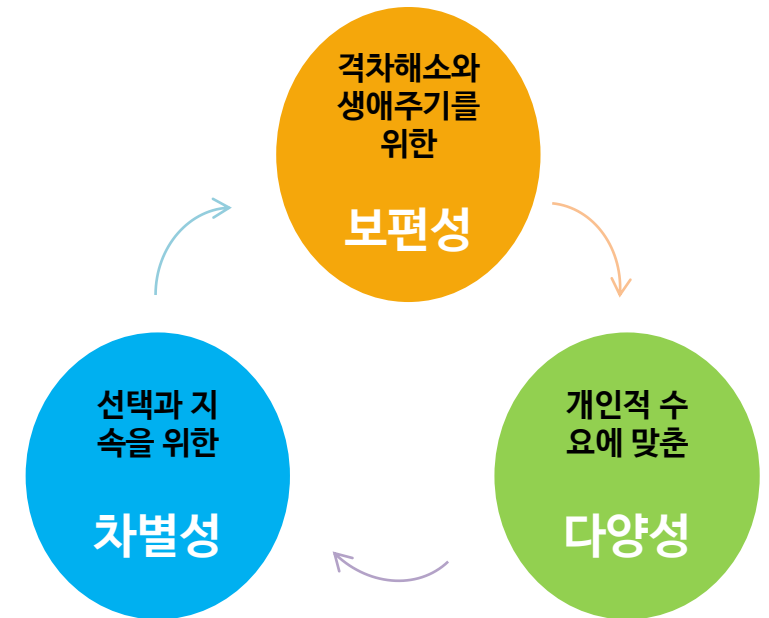 격차해소와
생애주기를
위한
보편성
선택과 지
속을 위한
차별성
개인적 수
요에 맞춘
다양성